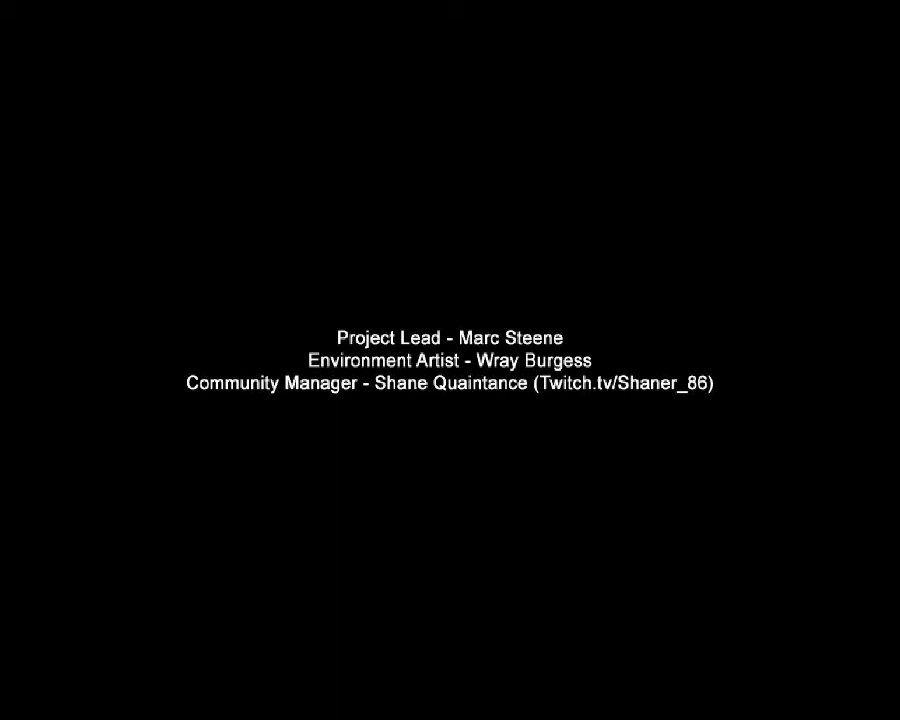 Project Lead - Marc Steene
Environment Artist - Wray Burgess
Community Manager - Shane Quaintance (Twitch.tv/Shaner_86)